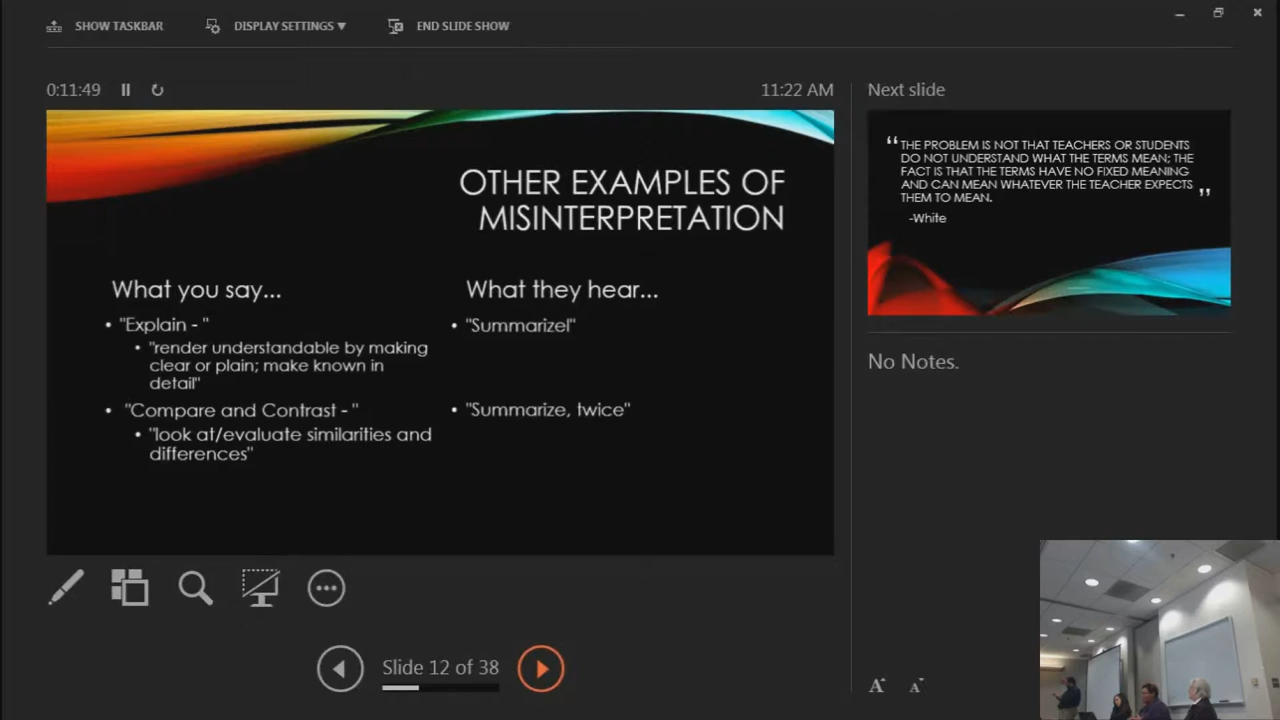 SHOW TASKBAR
DISPLAY SETTINGS ▼
END SLIDE SHOW
0:11:49
11:22 AM
OTHER EXAMPLES OF
MISINTERPRETATION
What you say...
• "Explain - "
• "render understandable by making
clear or plain; make known in
detail"
• "Compare and Contrast - "
• "look at/evaluate similarities and
differences"
What they hear...
• "Summarize!"
• "Summarize, twice"
Slide 12 of 38
Next slide
“ THE PROBLEM IS NOT THAT TEACHERS OR STUDENTS
DO NOT UNDERSTAND WHAT THE TERMS MEAN; THE
FACT IS THAT THE TERMS HAVE NO FIXED MEANING
AND CAN MEAN WHATEVER THE TEACHER EXPECTS
THEM TO MEAN. ”
-White
No Notes.
A A